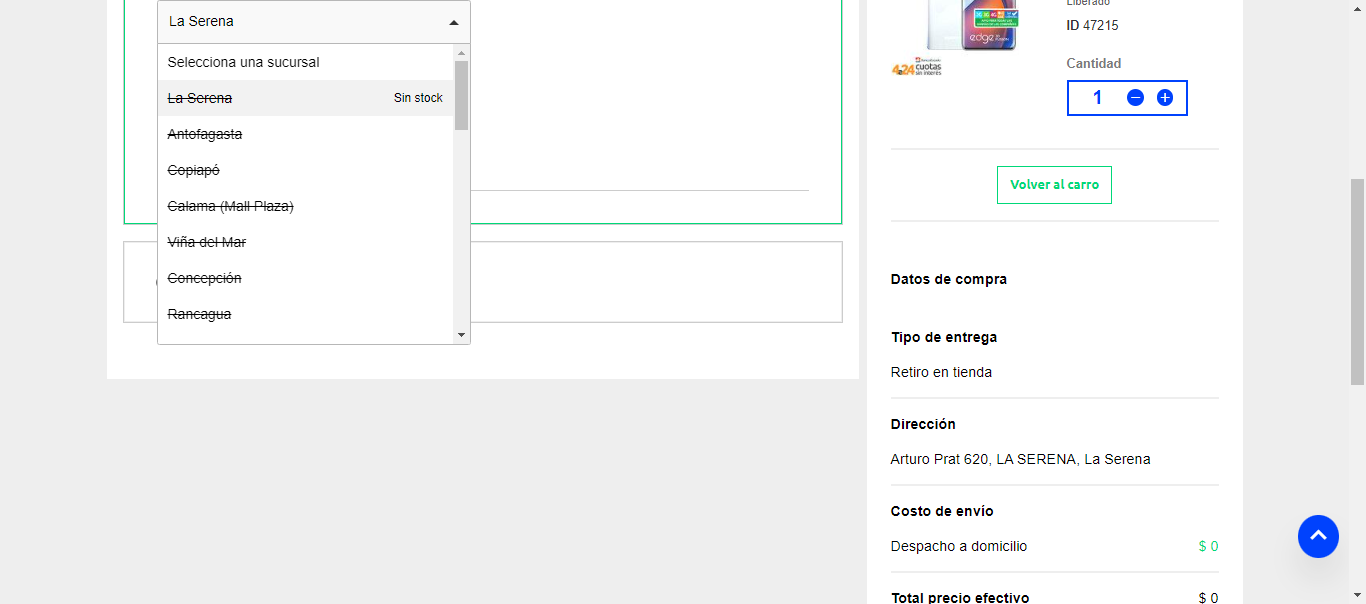 La Serena
Selecciona una sucursal
La Serena Sin stock
Antofagasta
Copiapó
Calama (Mall Plaza)
Viña del Mar
Concepción
Rancagua
Liberado
ID 47215
edge
cuotas
sin interés
Cantidad
1
Volver al carro
Datos de compra
Tipo de entrega
Retiro en tienda
Dirección
Arturo Prat 620, LA SERENA, La Serena
Costo de envío
Despacho a domicilio $ 0
Total precio efectivo $ 0